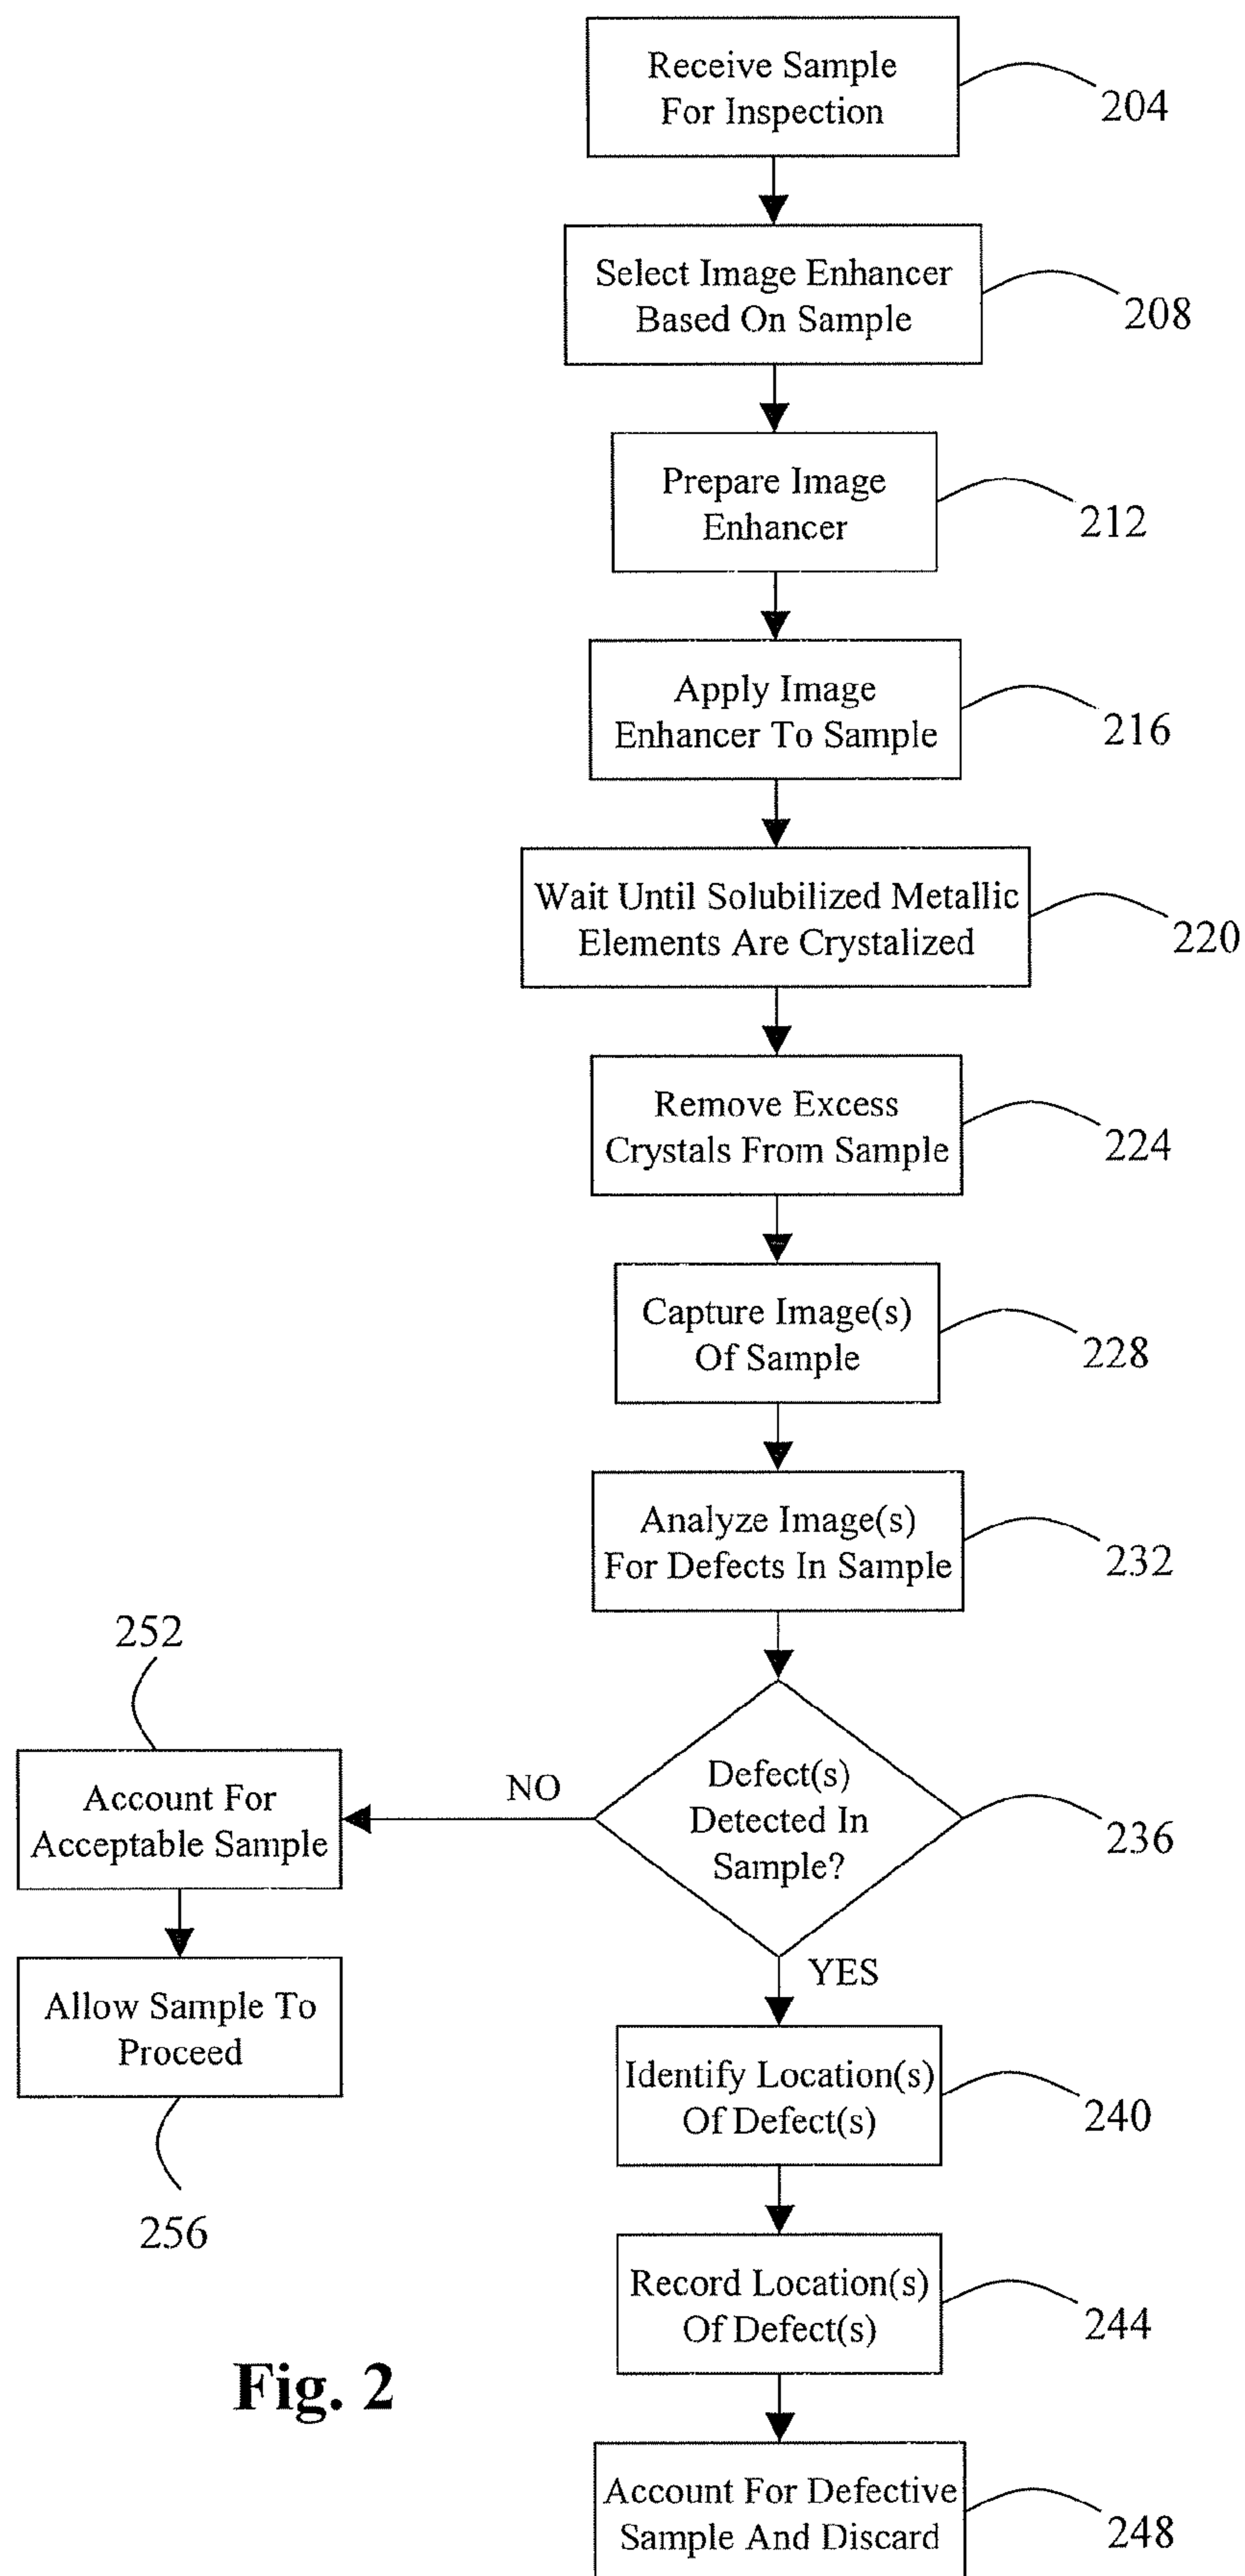 Receive Sample
For Inspection
204
Select Image Enhancer
Based On Sample
208
Prepare Image
Enhancer
212
Apply Image
Enhancer To Sample
216
Wait Until Solubilized Metallic
Elements Are Crystalized
220
Remove Excess
Crystals From Sample
224
Capture Image(s)
Of Sample
228
Analyze Image(s)
For Defects In Sample
232
Defect(s)
Detected In
Sample?
236
NO
252
Account For
Acceptable Sample
Allow Sample To
Proceed
256
YES
Identify Location(s)
Of Defect(s)
240
Record Location(s)
Of Defect(s)
244
Account For Defective
Sample And Discard
248
Fig. 2